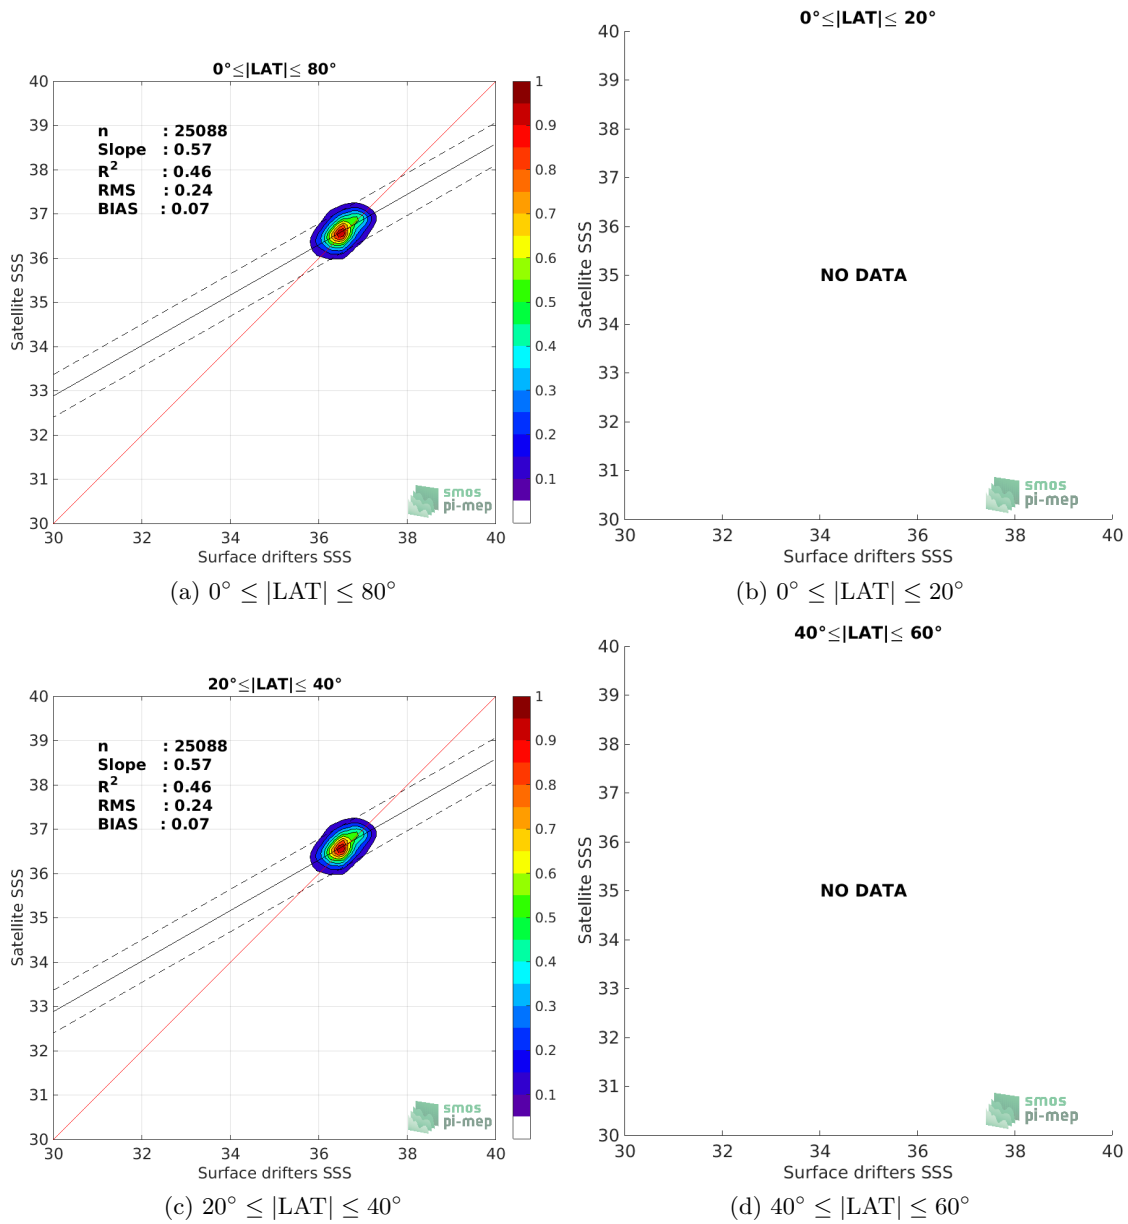 0°≤|LAT|≤ 80°
n : 25088
Slope : 0.57
R² : 0.46
RMS : 0.24
BIAS : 0.07
40
39
38
37
36
35
34
33
32
31
30
Satellite SSS
30 32 34 36 38 40
Surface drifters SSS
1
0.9
0.8
0.7
0.6
0.5
0.4
0.3
0.2
0.1
smos
pi-mep
(a) 0° ≤ |LAT| ≤ 80°
0°≤|LAT|≤ 20°
40
39
38
37
36
35
34
33
32
31
30
Satellite SSS
NO DATA
30 32 34 36 38 40
Surface drifters SSS
smos
pi-mep
(b) 0° ≤ |LAT| ≤ 20°
20°≤|LAT|≤ 40°
n : 25088
Slope : 0.57
R² : 0.46
RMS : 0.24
BIAS : 0.07
40
39
38
37
36
35
34
33
32
31
30
Satellite SSS
30 32 34 36 38 40
Surface drifters SSS
1
0.9
0.8
0.7
0.6
0.5
0.4
0.3
0.2
0.1
smos
pi-mep
(c) 20° ≤ |LAT| ≤ 40°
40°≤|LAT|≤ 60°
40
39
38
37
36
35
34
33
32
31
30
Satellite SSS
NO DATA
30 32 34 36 38 40
Surface drifters SSS
smos
pi-mep
(d) 40° ≤ |LAT| ≤ 60°